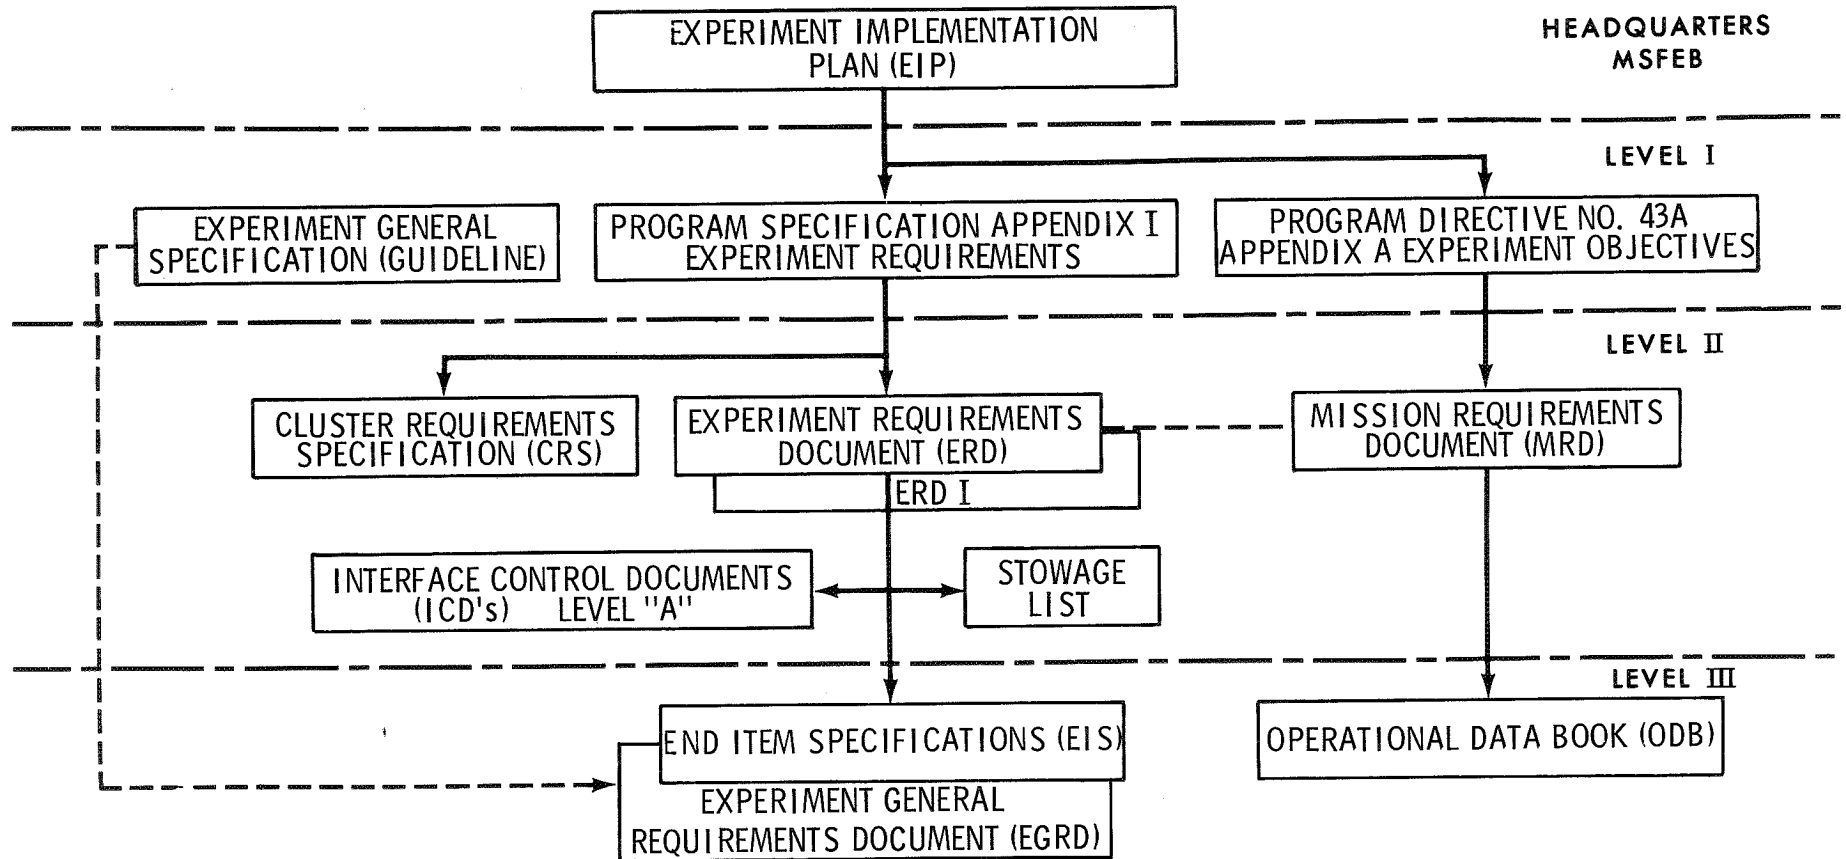 EXPERIMENT IMPLEMENTATION
PLAN (EIP)
HEADQUARTERS
MSFEB
LEVEL I
EXPERIMENT GENERAL
SPECIFICATION (GUIDELINE)
PROGRAM SPECIFICATION APPENDIX I
EXPERIMENT REQUIREMENTS
PROGRAM DIRECTIVE NO. 43A
APPENDIX A EXPERIMENT OBJECTIVES
LEVEL II
CLUSTER REQUIREMENTS
SPECIFICATION (CRS)
EXPERIMENT REQUIREMENTS
DOCUMENT (ERD)
ERD I
MISSION REQUIREMENTS
DOCUMENT (MRD)
INTERFACE CONTROL DOCUMENTS
(ICD's) LEVEL "A"
STOWAGE
LIST
LEVEL III
END ITEM SPECIFICATIONS (EIS)
EXPERIMENT GENERAL
REQUIREMENTS DOCUMENT (EGRD)
OPERATIONAL DATA BOOK (ODB)